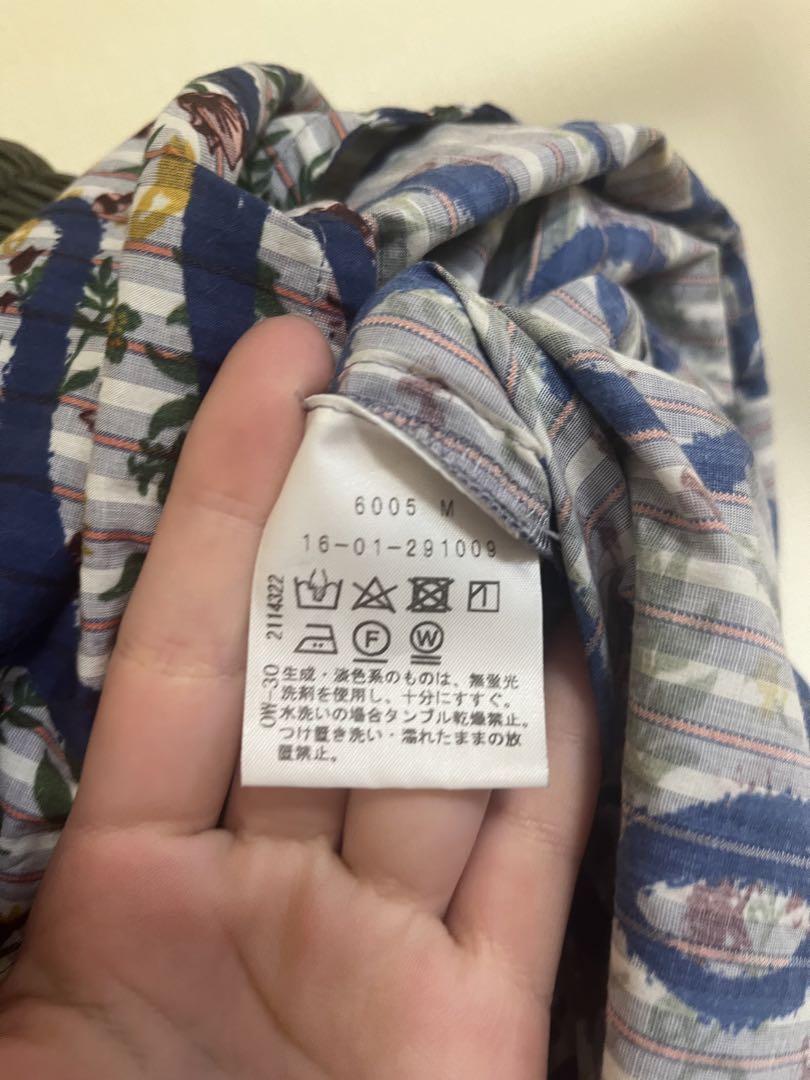 6005 M
16-01-291009
2114322
F
W
OW-30
生成・淡色系のものは、無蛍光
洗剤を使用し、十分にすすぐ。
水洗いの場合タンブル乾燥禁止。
つけ置き洗い・濡れたままの放
置禁止。